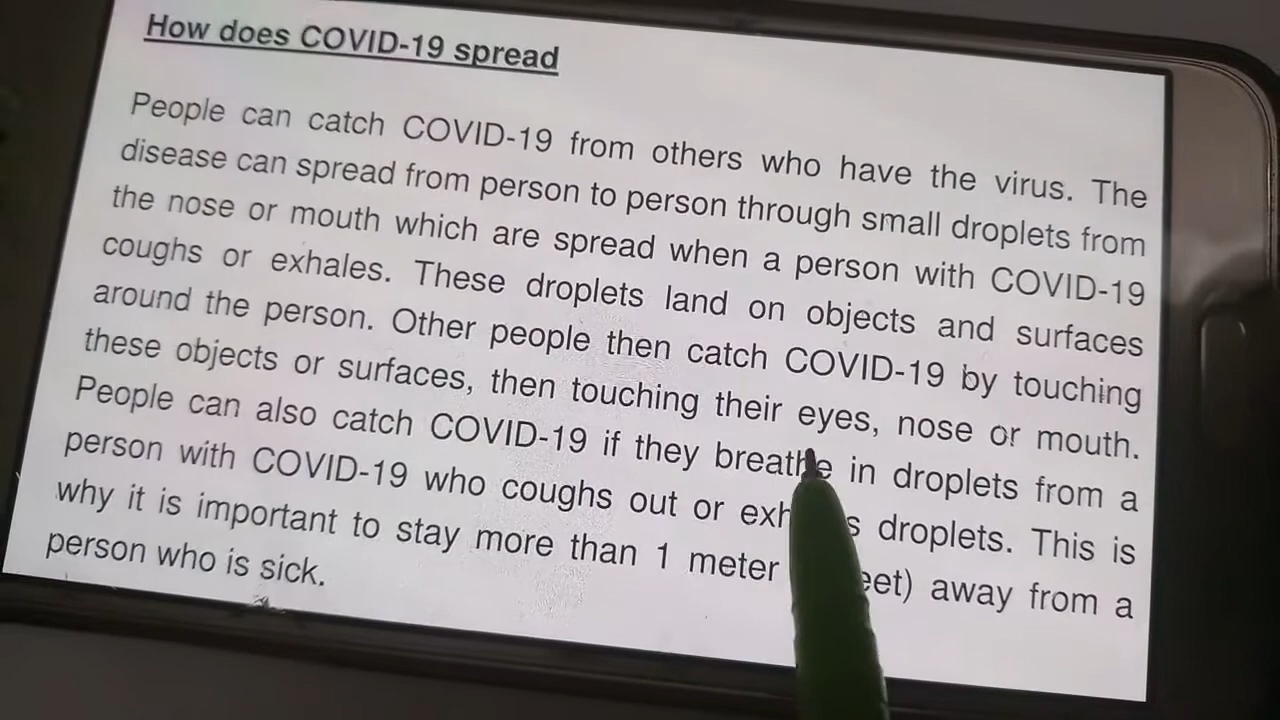 How does COVID-19 spread
People can catch COVID-19 from others who have the virus. The
disease can spread from person to person through small droplets from
the nose or mouth which are spread when a person with COVID-19
coughs or exhales. These droplets land on objects and surfaces
around the person. Other people then catch COVID-19 by touching
these objects or surfaces, then touching their eyes, nose or mouth.
People can also catch COVID-19 if they breathe in droplets from a
person with COVID-19 who coughs out or droplets. This is
why it is important to stay more than 1 meter away from a
person who is sick.